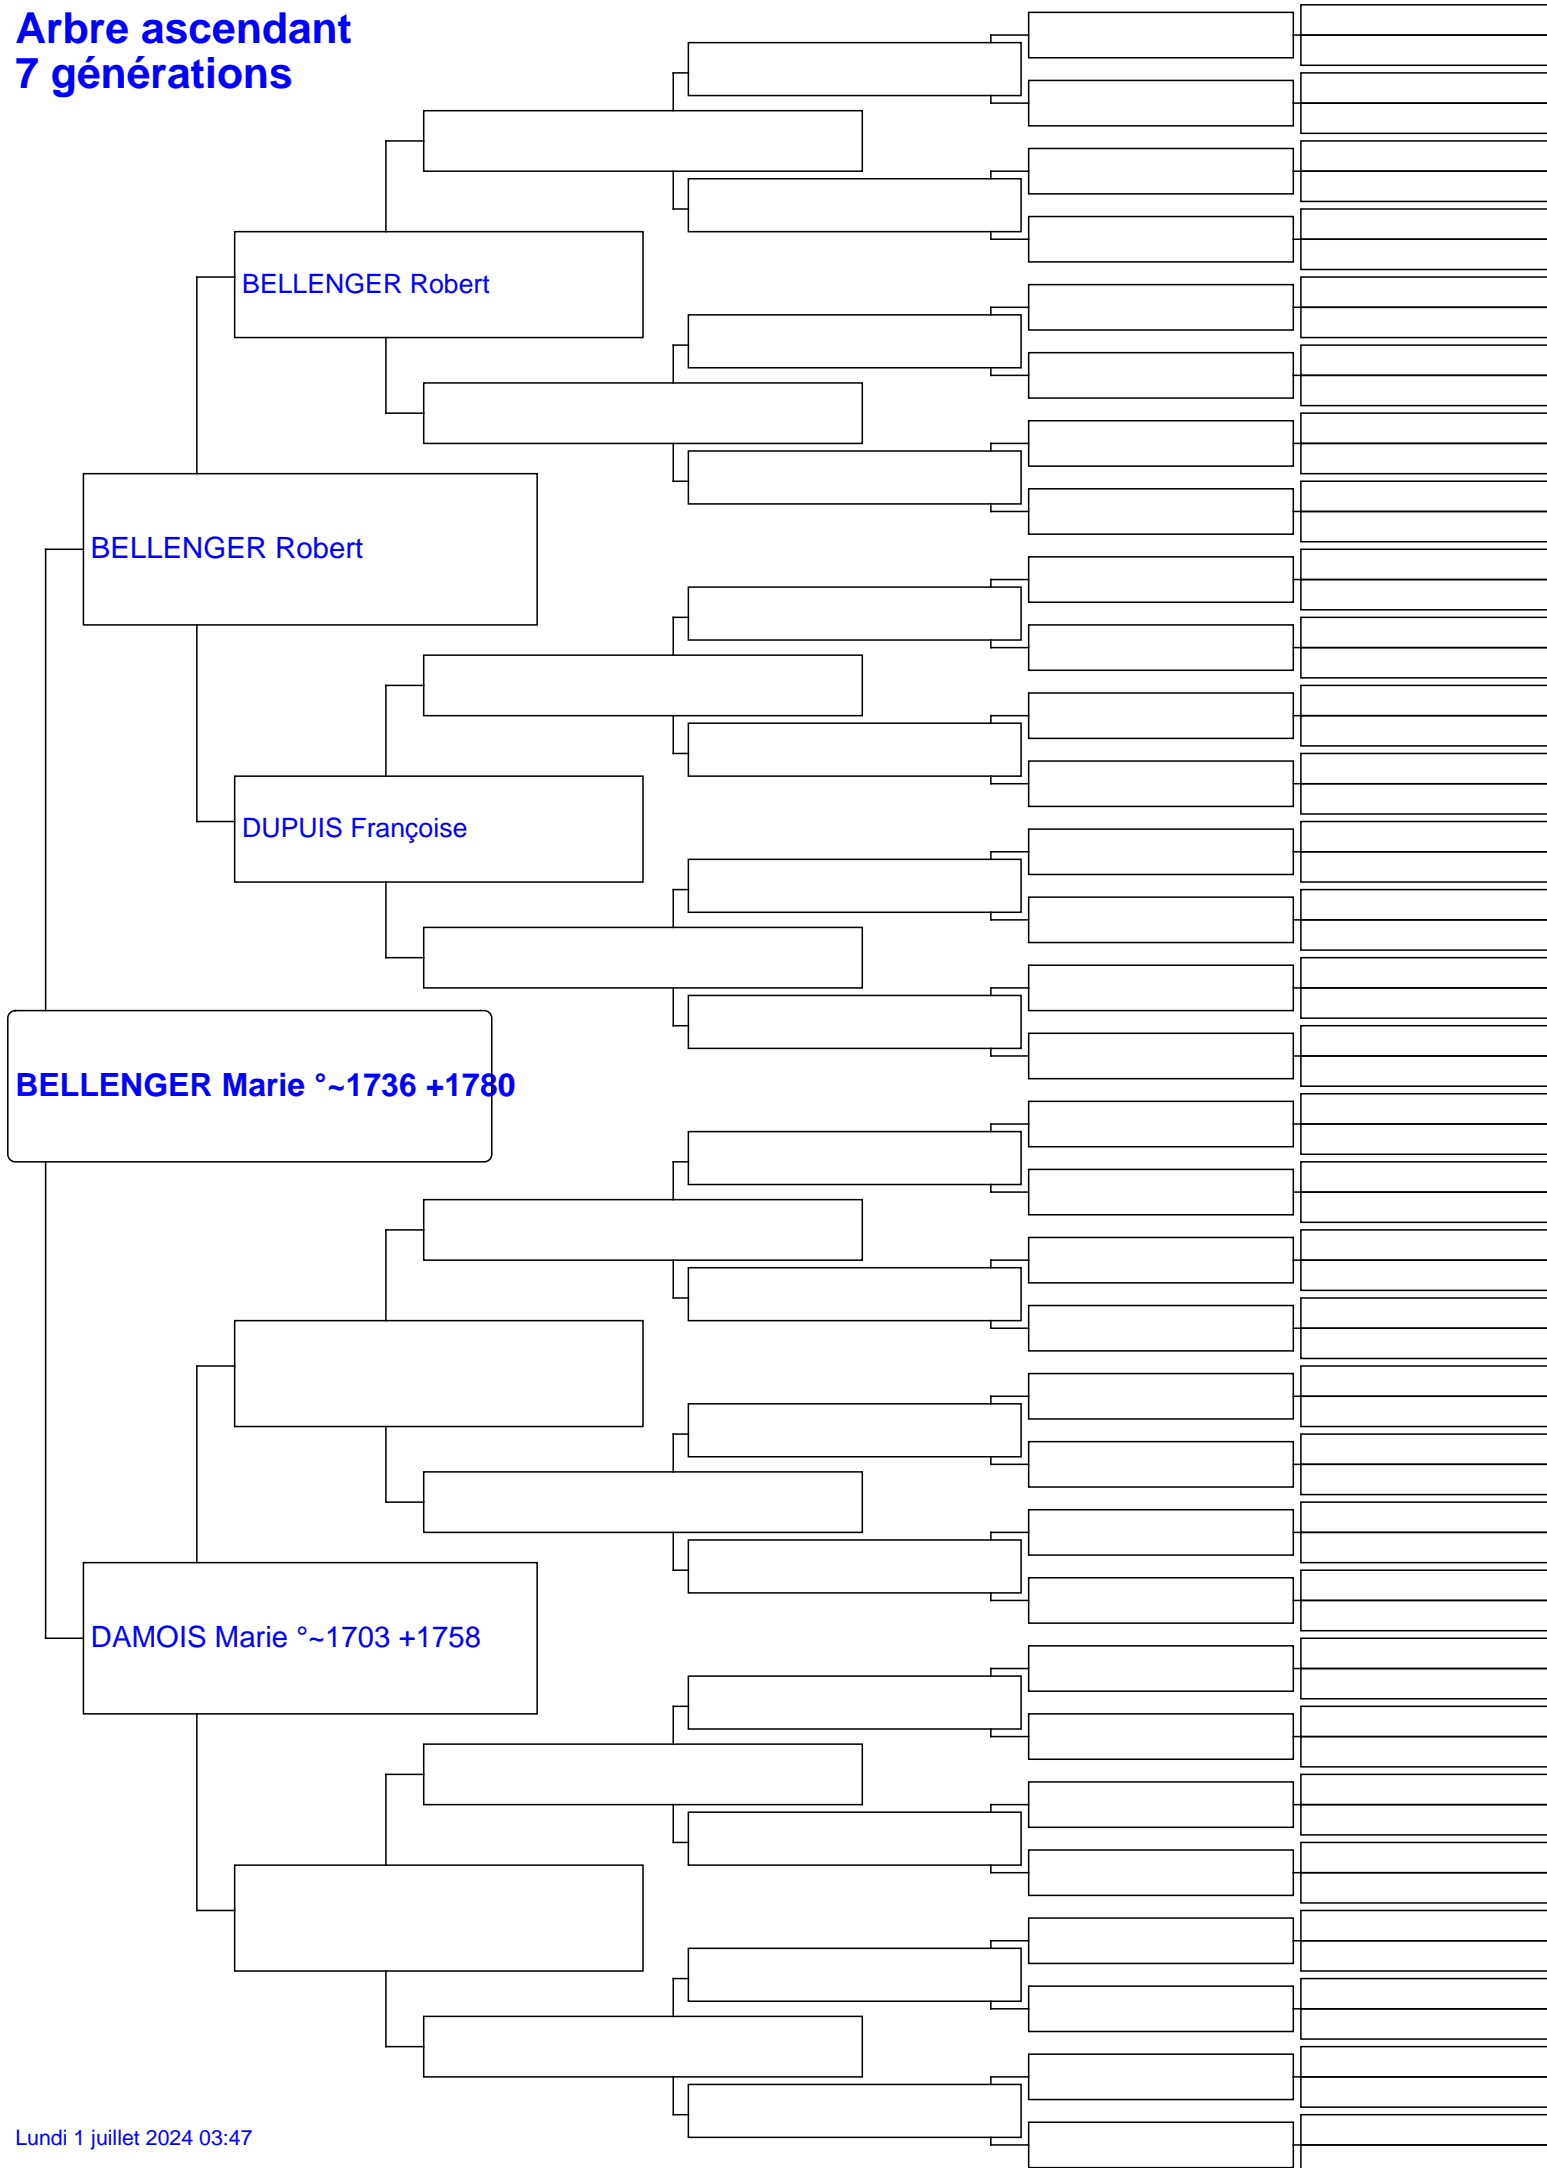 Arbre ascendant
7 générations
BELLENGER Robert
BELLENGER Robert
DUPUIS Françoise
BELLENGER Marie °~1736 +1780
DAMOIS Marie °~1703 +1758
Lundi 1 juillet 2024 03:47